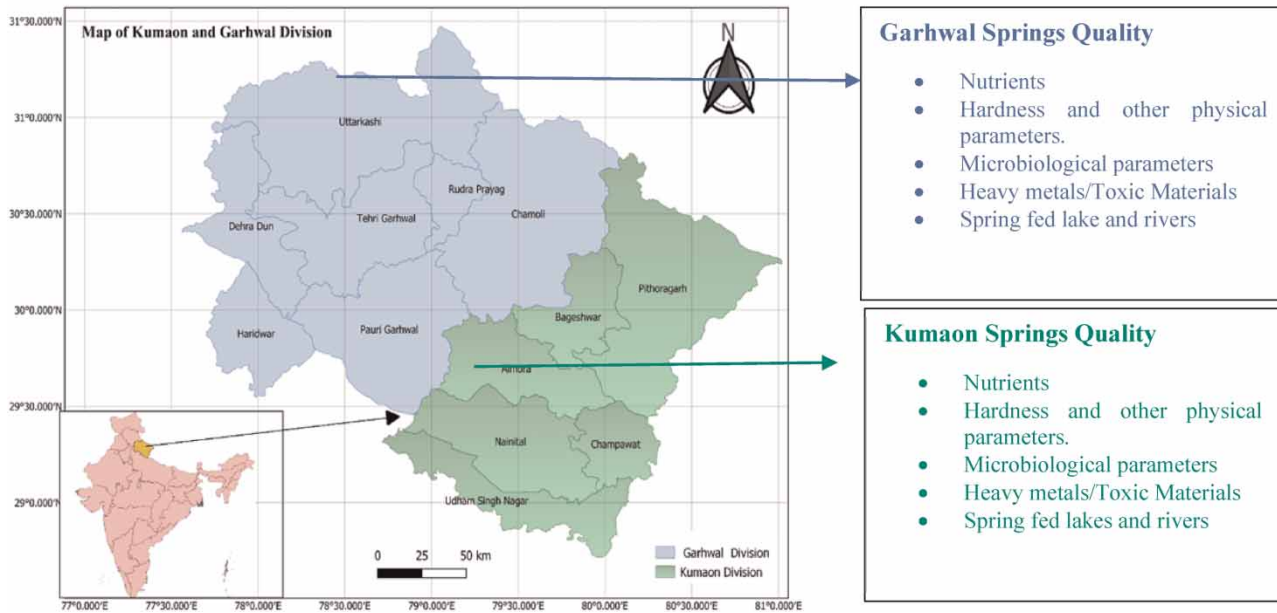 Map of Kumaon and Garhwal Division
N
31°30.000'N
31°0.000'N
30°30.000'N
30°0.000'N
29°30.000'N
29°0.000'N
Uttarkashi
Rudra Prayag
Tehri Garhwal
Chamoli
Dehra Dun
Pithoragarh
Bageshwar
Haridwar
Pauri Garhwal
Almora
Nainital
Champawat
Udham Singh Nagar
0 25 50 km
Garhwal Division
Kumaon Division
77°0.000'E 77°30.000'E 78°0.000'E 78°30.000'E 79°0.000'E 79°30.000'E 80°0.000'E 80°30.000'E 81°0.000'E
Garhwal Springs Quality
• Nutrients
• Hardness and other physical
parameters.
• Microbiological parameters
• Heavy metals/Toxic Materials
• Spring fed lake and rivers
Kumaon Springs Quality
• Nutrients
• Hardness and other physical
parameters.
• Microbiological parameters
• Heavy metals/Toxic Materials
• Spring fed lakes and rivers